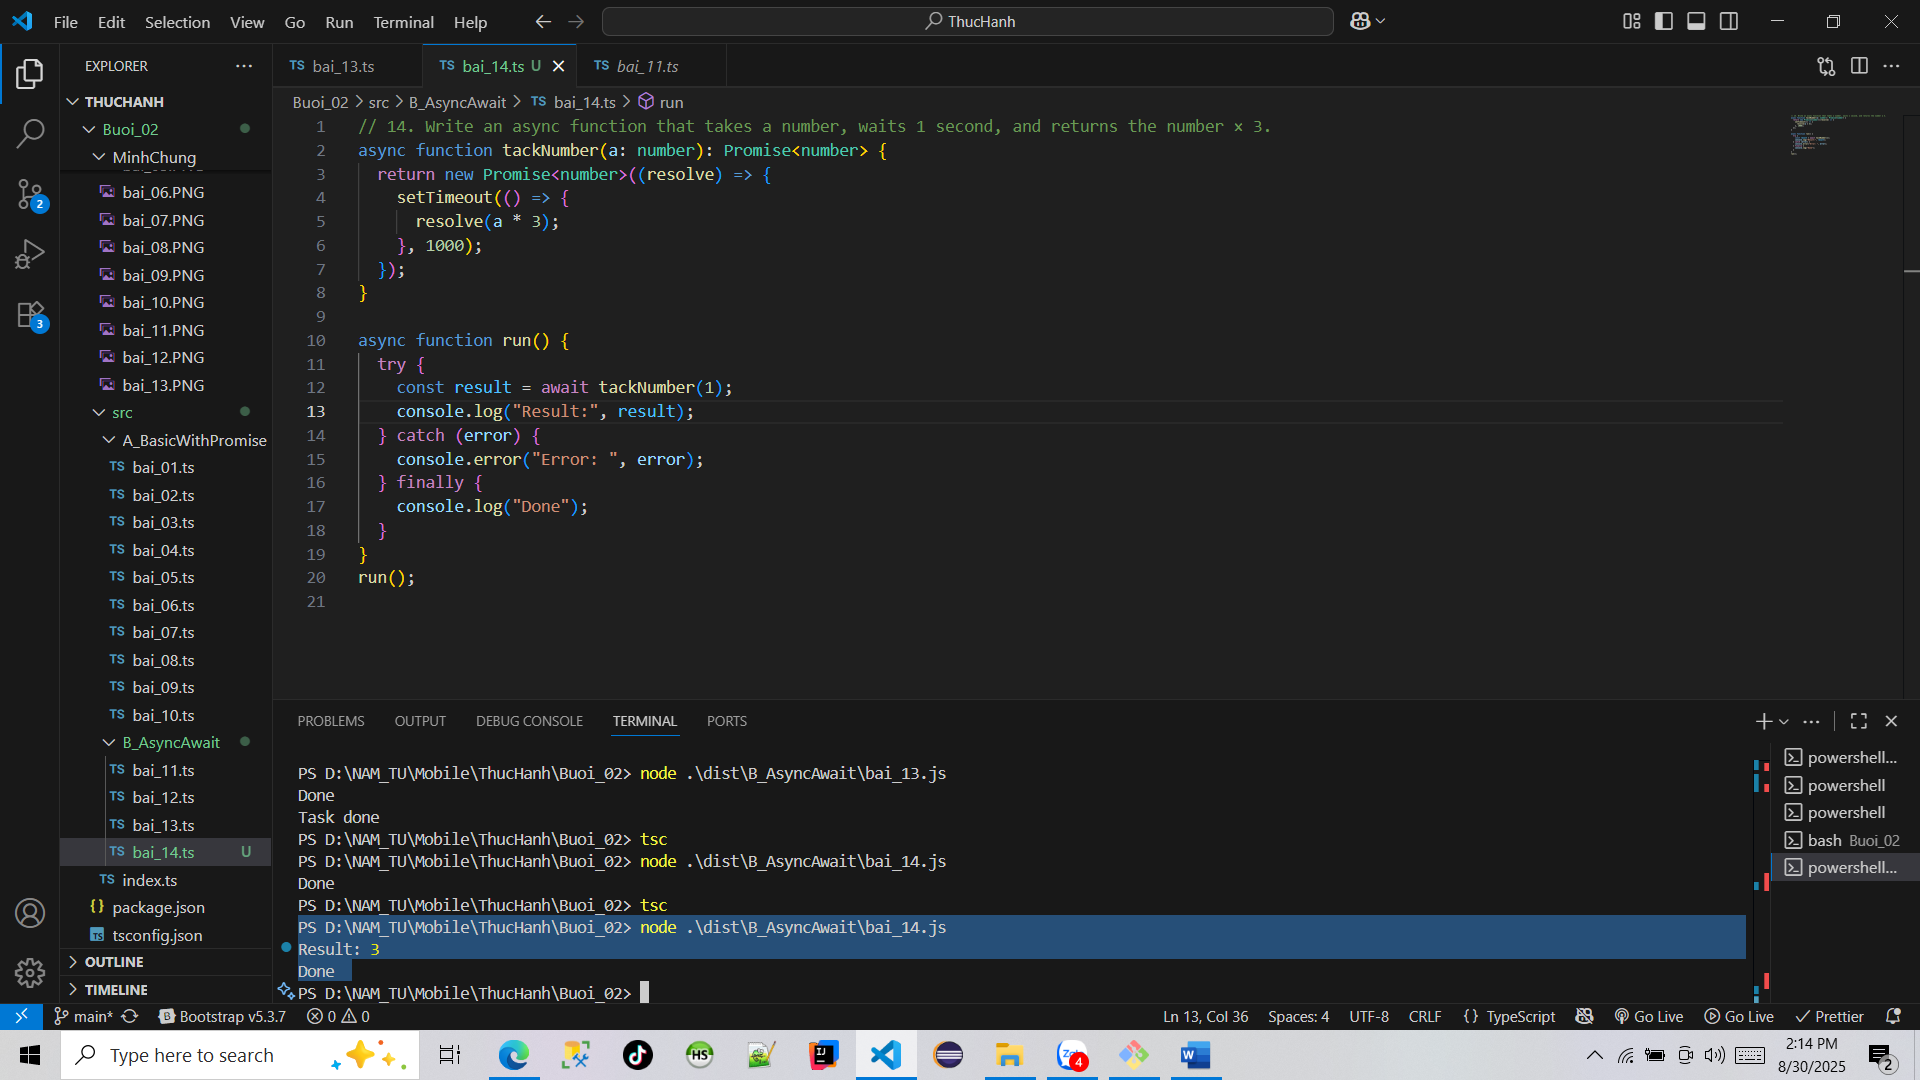 File Edit Selection View Go Run Terminal Help
ThucHanh
EXPLORER
THUCHANH
Buoi_02
MinhChung
bai_06.PNG
bai_07.PNG
bai_08.PNG
bai_09.PNG
bai_10.PNG
bai_11.PNG
bai_12.PNG
bai_13.PNG
src
A_BasicWithPromise
TS bai_01.ts
TS bai_02.ts
TS bai_03.ts
TS bai_04.ts
TS bai_05.ts
TS bai_06.ts
TS bai_07.ts
TS bai_08.ts
TS bai_09.ts
TS bai_10.ts
B_AsyncAwait
TS bai_11.ts
TS bai_12.ts
TS bai_13.ts
TS bai_14.ts U
TS index.ts
{} package.json
TS tsconfig.json
OUTLINE
TIMELINE
2
3
TS bai_13.ts TS bai_14.ts U TS bai_11.ts
Buoi_02 > src > B_AsyncAwait > TS bai_14.ts > run
1 // 14. Write an async function that takes a number, waits 1 second, and returns the number × 3.
2 async function tackNumber(a: number): Promise<number> {
3 return new Promise<number>((resolve) => {
4 setTimeout(() => {
5 resolve(a * 3);
6 }, 1000);
7 });
8 }
9
10 async function run() {
11 try {
12 const result = await tackNumber(1);
13 console.log("Result:", result);
14 } catch (error) {
15 console.error("Error: ", error);
16 } finally {
17 console.log("Done");
18 }
19 }
20 run();
21
PROBLEMS OUTPUT DEBUG CONSOLE TERMINAL PORTS
PS D:\NAM_TU\Mobile\ThucHanh\Buoi_02> node .\dist\B_AsyncAwait\bai_13.js
Done
Task done
PS D:\NAM_TU\Mobile\ThucHanh\Buoi_02> tsc
PS D:\NAM_TU\Mobile\ThucHanh\Buoi_02> node .\dist\B_AsyncAwait\bai_14.js
Done
PS D:\NAM_TU\Mobile\ThucHanh\Buoi_02> tsc
PS D:\NAM_TU\Mobile\ThucHanh\Buoi_02> node .\dist\B_AsyncAwait\bai_14.js
Result: 3
Done
PS D:\NAM_TU\Mobile\ThucHanh\Buoi_02>
powershell...
powershell
powershell
bash Buoi_02
powershell...
main* Bootstrap v5.3.7 0 0 Ln 13, Col 36 Spaces: 4 UTF-8 CRLF {} TypeScript Go Live Go Live Prettier
Type here to search
HS
IJ
4
W
2:14 PM
8/30/2025
2